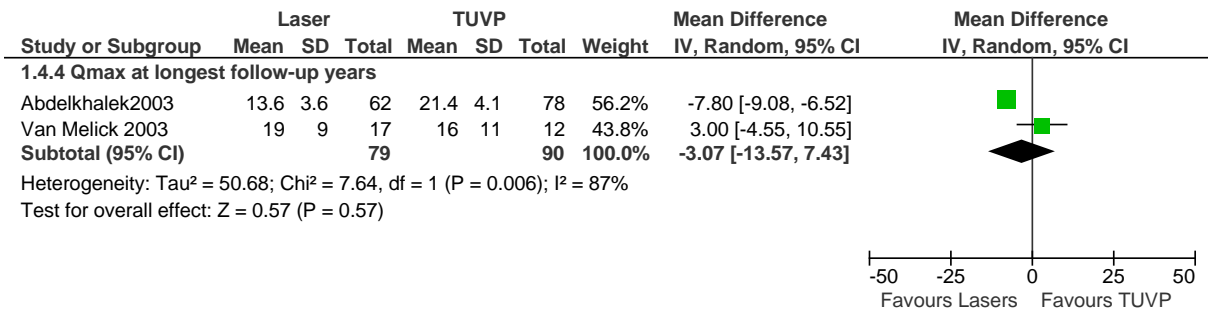 Laser TUVP Mean Difference Mean Difference
Study or Subgroup Mean SD Total Mean SD Total Weight IV, Random, 95% CI IV, Random, 95% CI
1.4.4 Qmax at longest follow-up years
Abdelkhalek2003 13.6 3.6 62 21.4 4.1 78 56.2% -7.80 [-9.08, -6.52]
Van Melick 2003 19 9 17 16 11 12 43.8% 3.00 [-4.55, 10.55]
Subtotal (95% CI) 79 90 100.0% -3.07 [-13.57, 7.43]
Heterogeneity: Tau² = 50.68; Chi² = 7.64, df = 1 (P = 0.006); I² = 87%
Test for overall effect: Z = 0.57 (P = 0.57)
-50 -25 0 25 50
Favours Lasers Favours TUVP